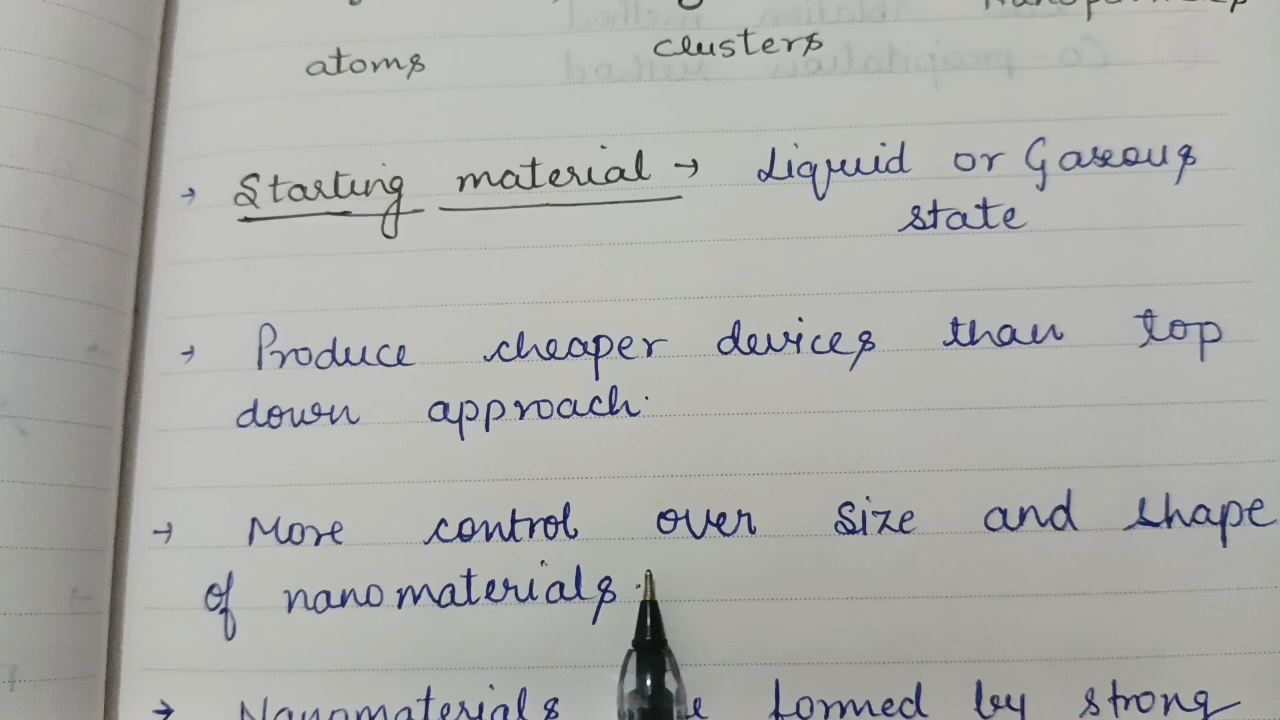 atoms clusters
→ Starting material → Liquid or Gaseous
state
→ Produce cheaper devices than top
down approach.
→ More control over size and shape
of nanomaterials.
→ Nanomaterials formed by strong